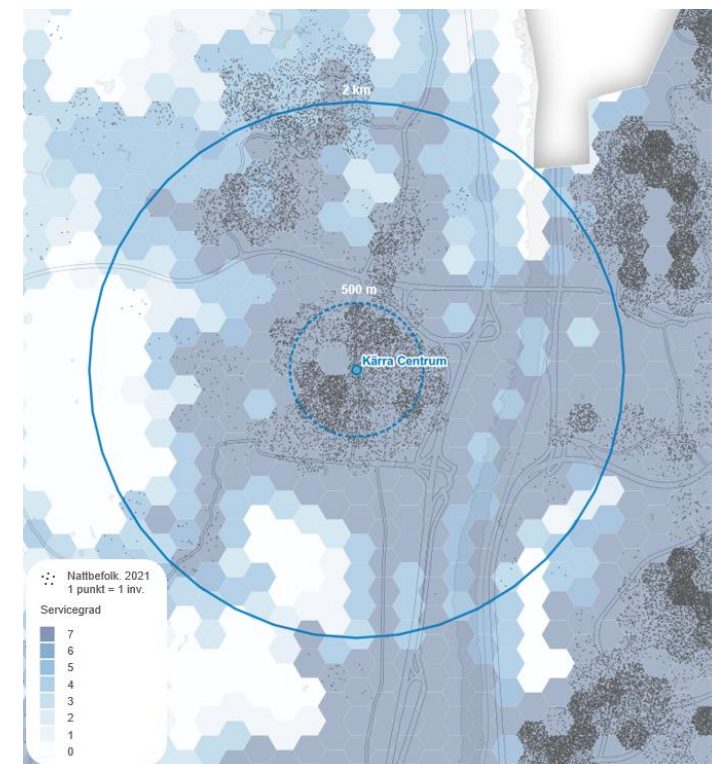 2 km
500 m
Kärra Centrum
Nattbefolk. 2021
1 punkt = 1 inv.
Servicegrad
7
6
5
4
3
2
1
0